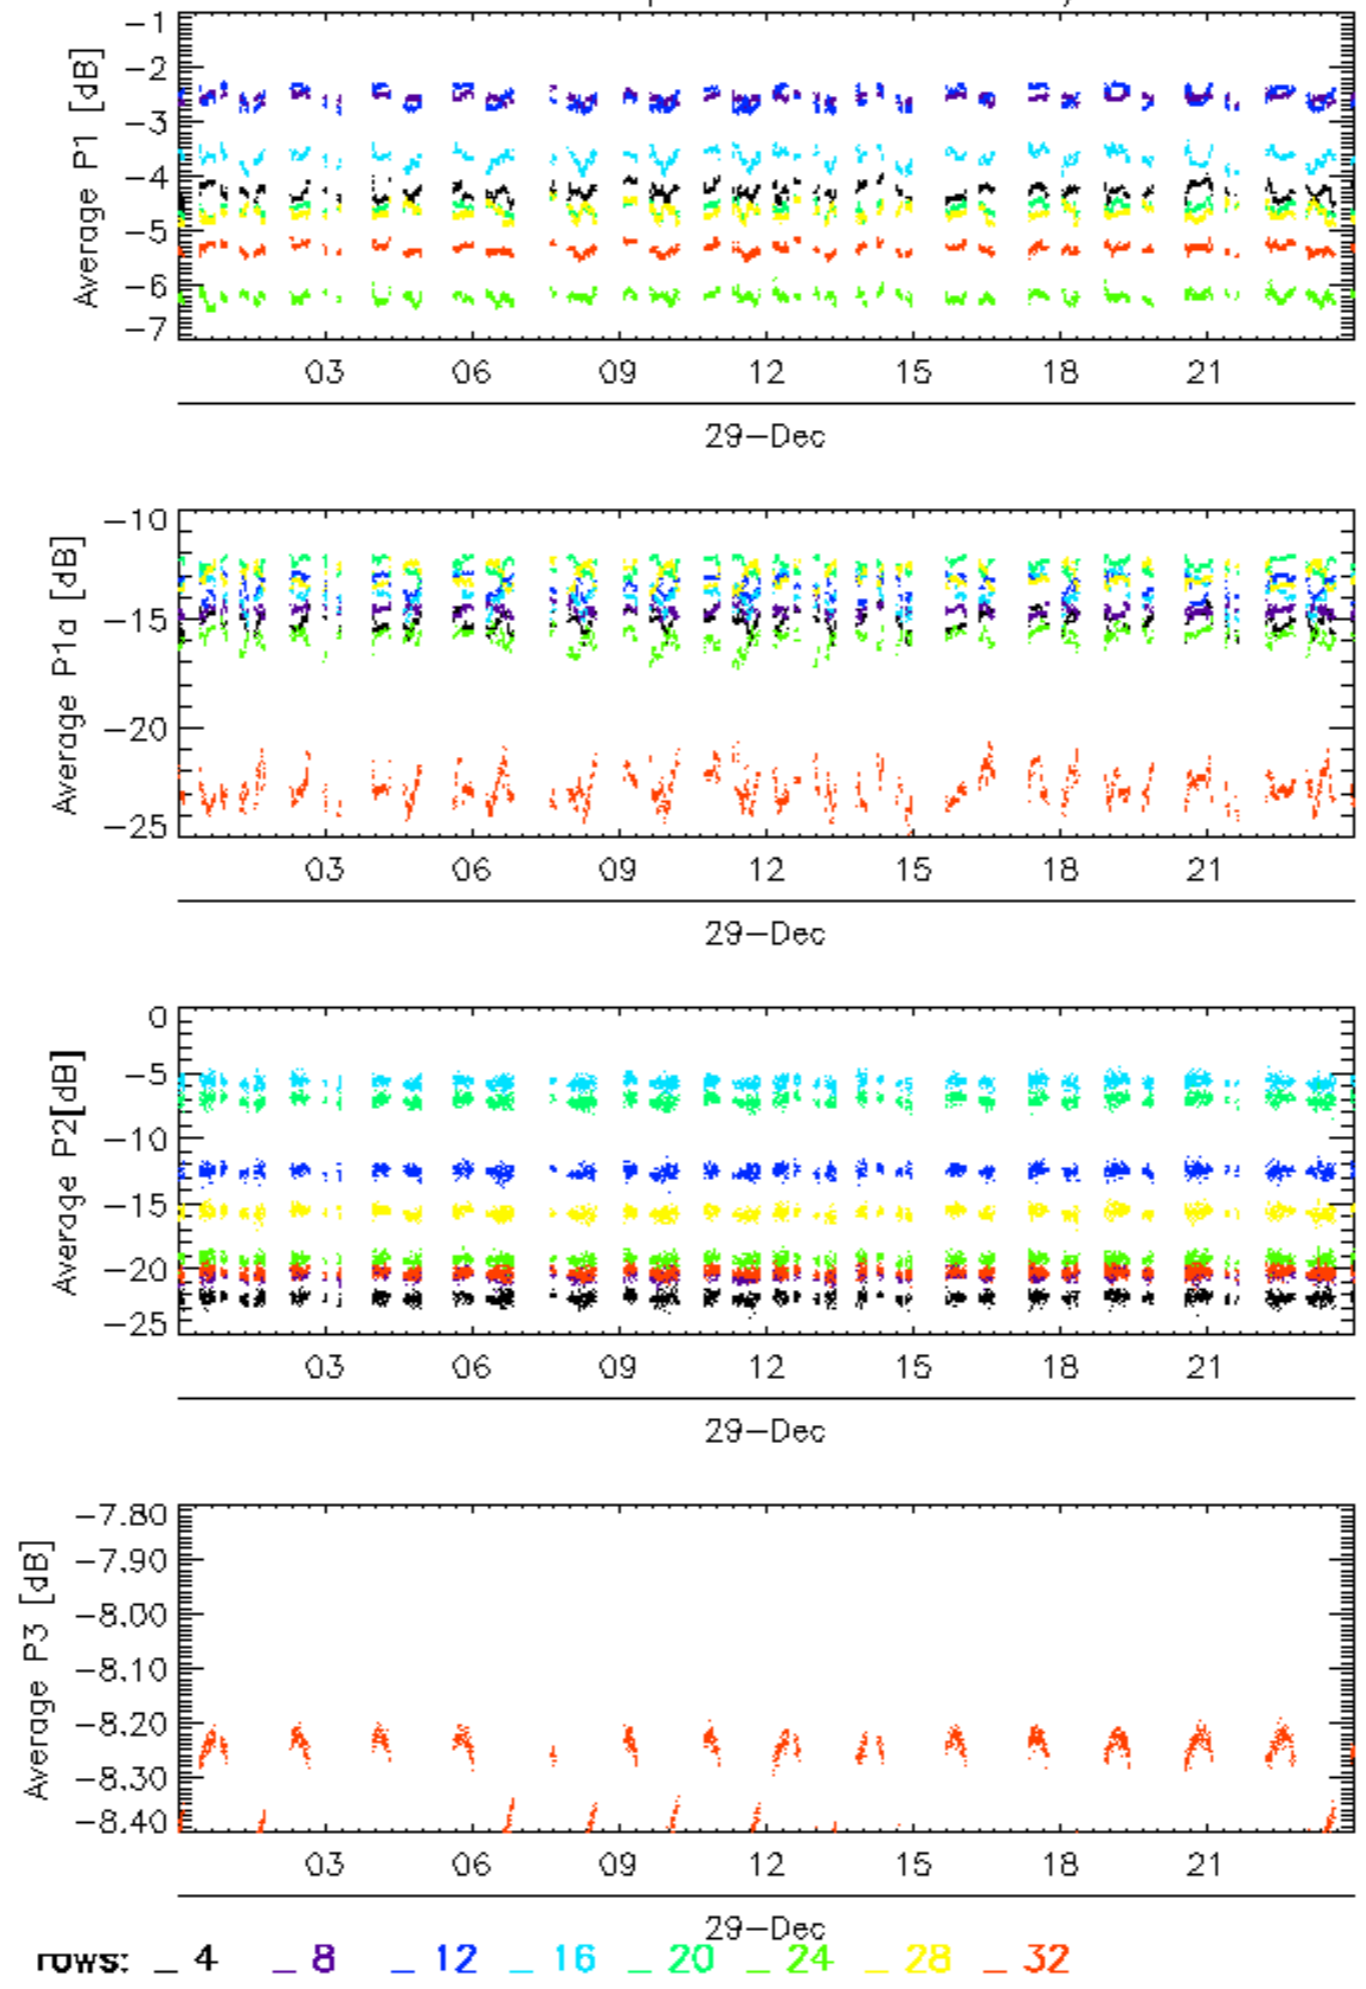 Average P1 [dB]
-1
-2
-3
-4
-5
-6
-7
03 06 09 12 15 18 21
29-Dec
Average P1a [dB]
-10
-15
-20
-25
03 06 09 12 15 18 21
29-Dec
Average P2[dB]
0
-5
-10
-15
-20
-25
03 06 09 12 15 18 21
29-Dec
Average P3 [dB]
-7.80
-7.90
-8.00
-8.10
-8.20
-8.30
-8.40
03 06 09 12 15 18 21
29-Dec
rows: _ 4 _ 8 _ 12 _ 16 _ 20 _ 24 _ 28 _ 32